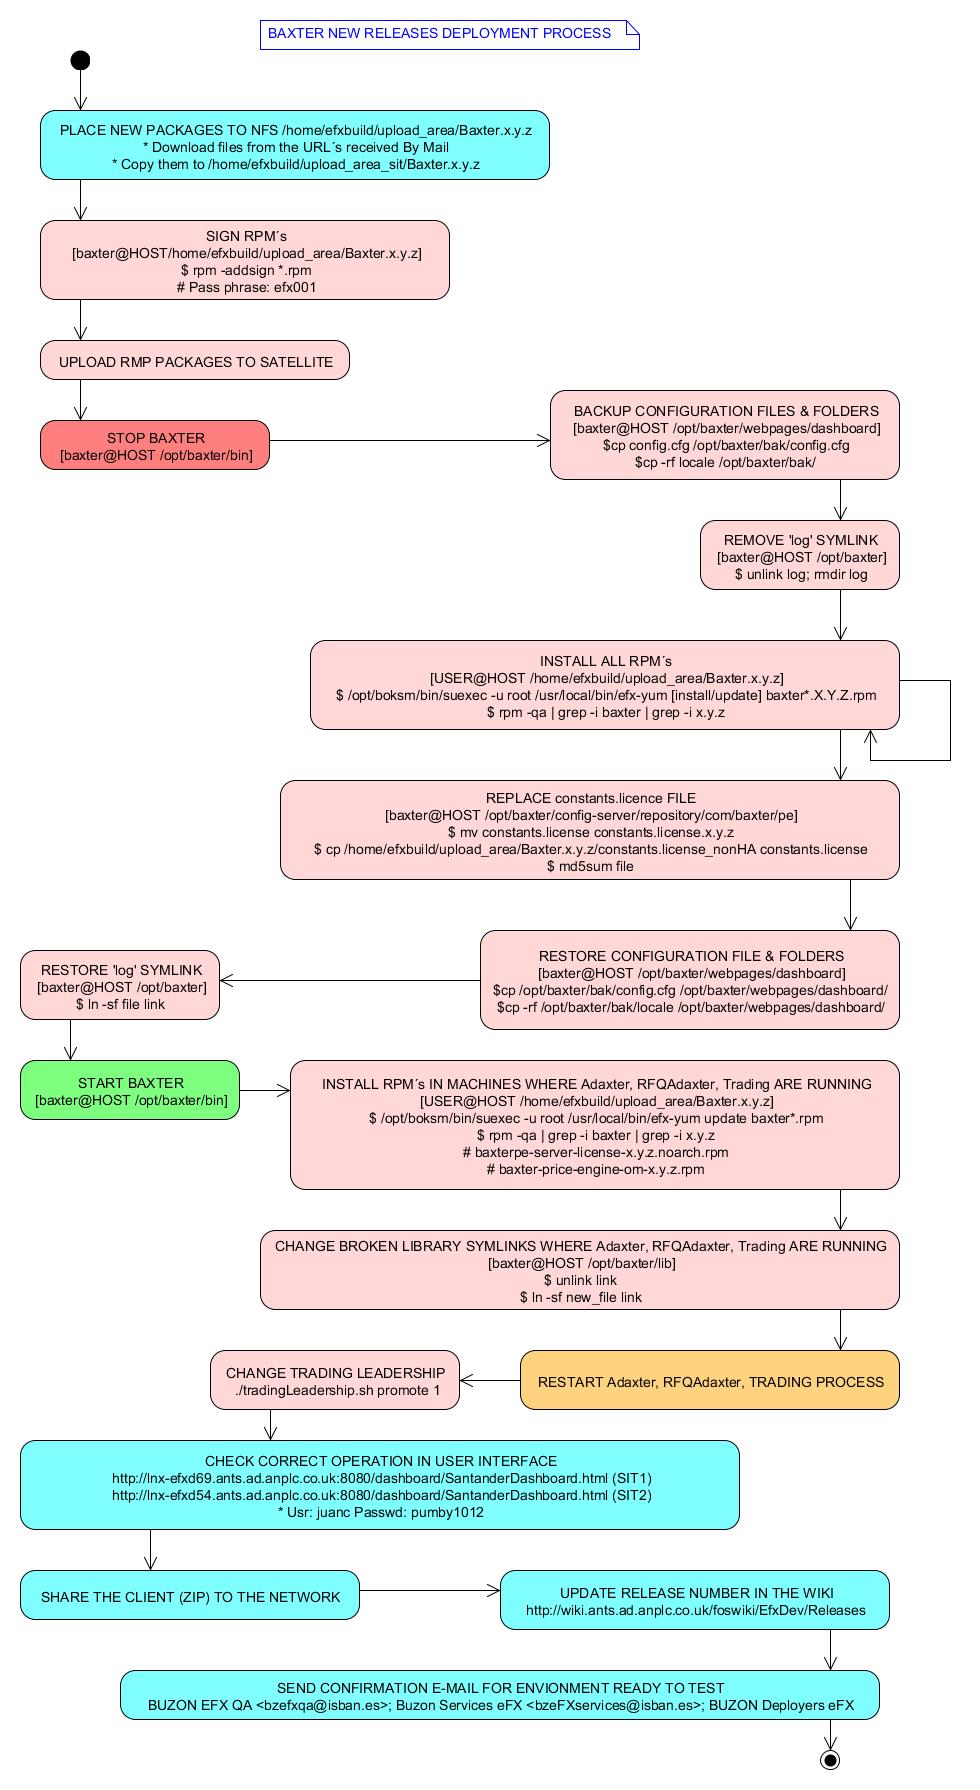 BAXTER NEW RELEASES DEPLOYMENT PROCESS
PLACE NEW PACKAGES TO NFS /home/efxbuild/upload_area/Baxter.x.y.z
* Download files from the URL´s received By Mail
* Copy them to /home/efxbuild/upload_area_sit/Baxter.x.y.z
SIGN RPM´s
[baxter@HOST/home/efxbuild/upload_area/Baxter.x.y.z]
$ rpm -addsign *.rpm
# Pass phrase: efx001
UPLOAD RMP PACKAGES TO SATELLITE
STOP BAXTER
[baxter@HOST /opt/baxter/bin]
BACKUP CONFIGURATION FILES & FOLDERS
[baxter@HOST /opt/baxter/webpages/dashboard]
$cp config.cfg /opt/baxter/bak/config.cfg
$cp -rf locale /opt/baxter/bak/
REMOVE 'log' SYMLINK
[baxter@HOST /opt/baxter]
$ unlink log; rmdir log
INSTALL ALL RPM´s
[USER@HOST /home/efxbuild/upload_area/Baxter.x.y.z]
$ /opt/boksm/bin/suexec -u root /usr/local/bin/efx-yum [install/update] baxter*.X.Y.Z.rpm
$ rpm -qa | grep -i baxter | grep -i x.y.z
REPLACE constants.licence FILE
[baxter@HOST /opt/baxter/config-server/repository/com/baxter/pe]
$ mv constants.license constants.license.x.y.z
$ cp /home/efxbuild/upload_area/Baxter.x.y.z/constants.license_nonHA constants.license
$ md5sum file
RESTORE CONFIGURATION FILE & FOLDERS
[baxter@HOST /opt/baxter/webpages/dashboard]
$cp /opt/baxter/bak/config.cfg /opt/baxter/webpages/dashboard/
$cp -rf /opt/baxter/bak/locale /opt/baxter/webpages/dashboard/
RESTORE 'log' SYMLINK
[baxter@HOST /opt/baxter]
$ ln -sf file link
START BAXTER
[baxter@HOST /opt/baxter/bin]
INSTALL RPM´s IN MACHINES WHERE Adaxter, RFQAdaxter, Trading ARE RUNNING
[USER@HOST /home/efxbuild/upload_area/Baxter.x.y.z]
$ /opt/boksm/bin/suexec -u root /usr/local/bin/efx-yum update baxter*.rpm
$ rpm -qa | grep -i baxter | grep -i x.y.z
# baxterpe-server-license-x.y.z.noarch.rpm
# baxter-price-engine-om-x.y.z.rpm
CHANGE BROKEN LIBRARY SYMLINKS WHERE Adaxter, RFQAdaxter, Trading ARE RUNNING
[baxter@HOST /opt/baxter/lib]
$ unlink link
$ ln -sf new_file link
RESTART Adaxter, RFQAdaxter, TRADING PROCESS
CHANGE TRADING LEADERSHIP
./tradingLeadership.sh promote 1
CHECK CORRECT OPERATION IN USER INTERFACE
http://lnx-efxd69.ants.ad.anplc.co.uk:8080/dashboard/SantanderDashboard.html (SIT1)
http://lnx-efxd54.ants.ad.anplc.co.uk:8080/dashboard/SantanderDashboard.html (SIT2)
* Usr: juanc Passwd: pumby1012
SHARE THE CLIENT (ZIP) TO THE NETWORK
UPDATE RELEASE NUMBER IN THE WIKI
http://wiki.ants.ad.anplc.co.uk/foswiki/EfxDev/Releases
SEND CONFIRMATION E-MAIL FOR ENVIONMENT READY TO TEST
BUZON EFX QA <bzefxqa@isban.es>; Buzon Services eFX <bzeFXservices@isban.es>; BUZON Deployers eFX